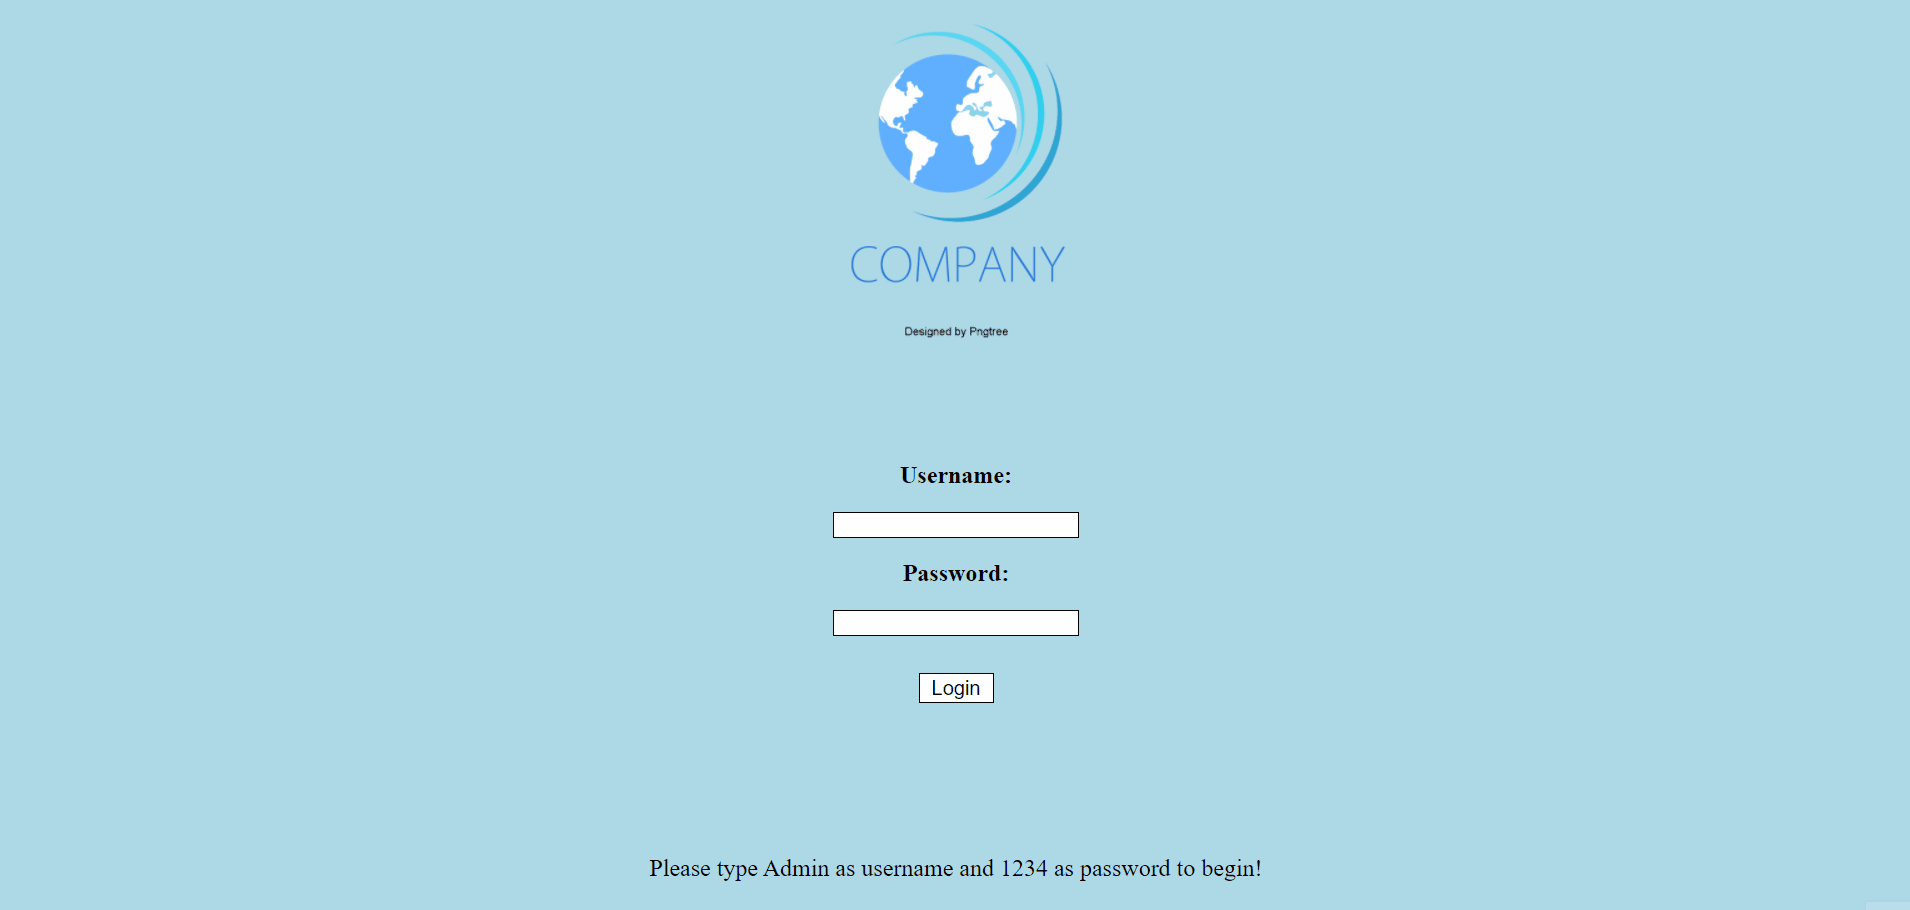 COMPANY
Designed by Pngtree
Username:
Password:
Login
Please type Admin as username and 1234 as password to begin!